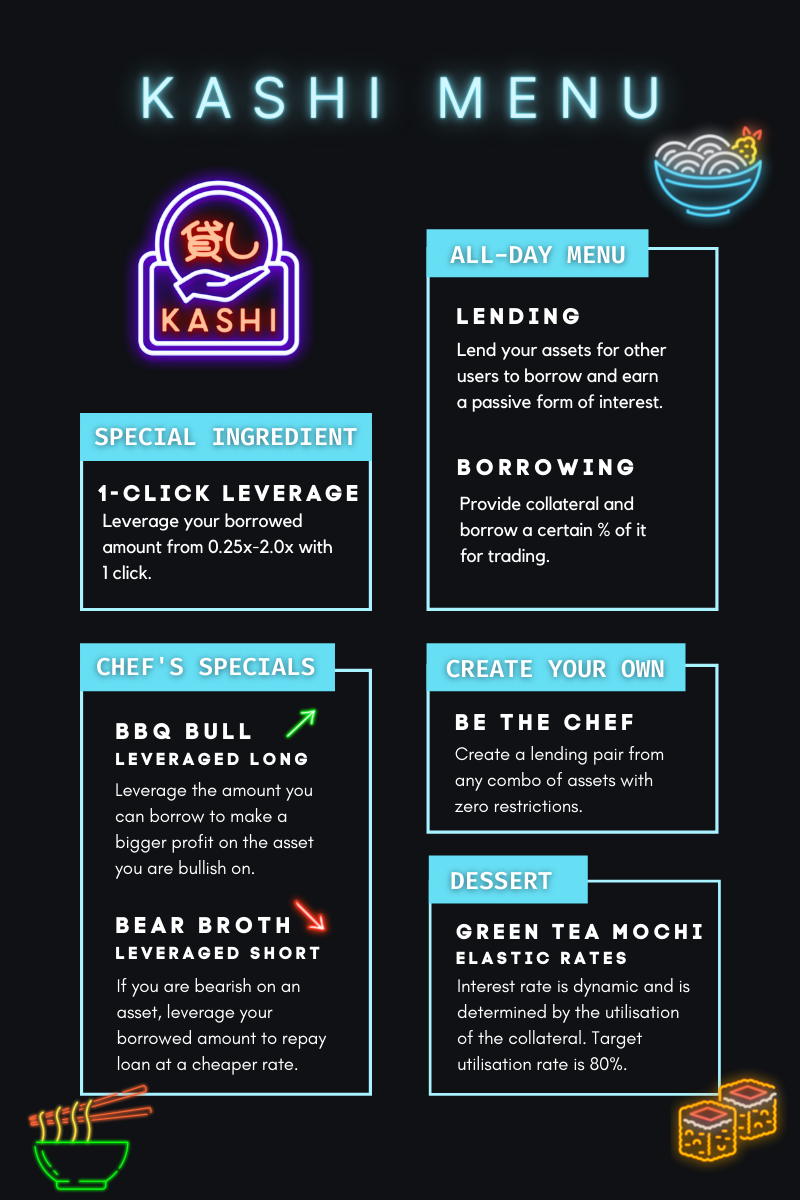 KASHI MENU
貸し
KASHI
SPECIAL INGREDIENT
1-CLICK LEVERAGE
Leverage your borrowed
amount from 0.25x-2.0x with
1 click.
CHEF'S SPECIALS
BBQ BULL
LEVERAGED LONG
Leverage the amount you
can borrow to make a
bigger profit on the asset
you are bullish on.
BEAR BROTH
LEVERAGED SHORT
If you are bearish on an
asset, leverage your
borrowed amount to repay
loan at a cheaper rate.
ALL-DAY MENU
LENDING
Lend your assets for other
users to borrow and earn
a passive form of interest.
BORROWING
Provide collateral and
borrow a certain % of it
for trading.
CREATE YOUR OWN
BE THE CHEF
Create a lending pair from
any combo of assets with
zero restrictions.
DESSERT
GREEN TEA MOCHI
ELASTIC RATES
Interest rate is dynamic and is
determined by the utilisation
of the collateral. Target
utilisation rate is 80%.